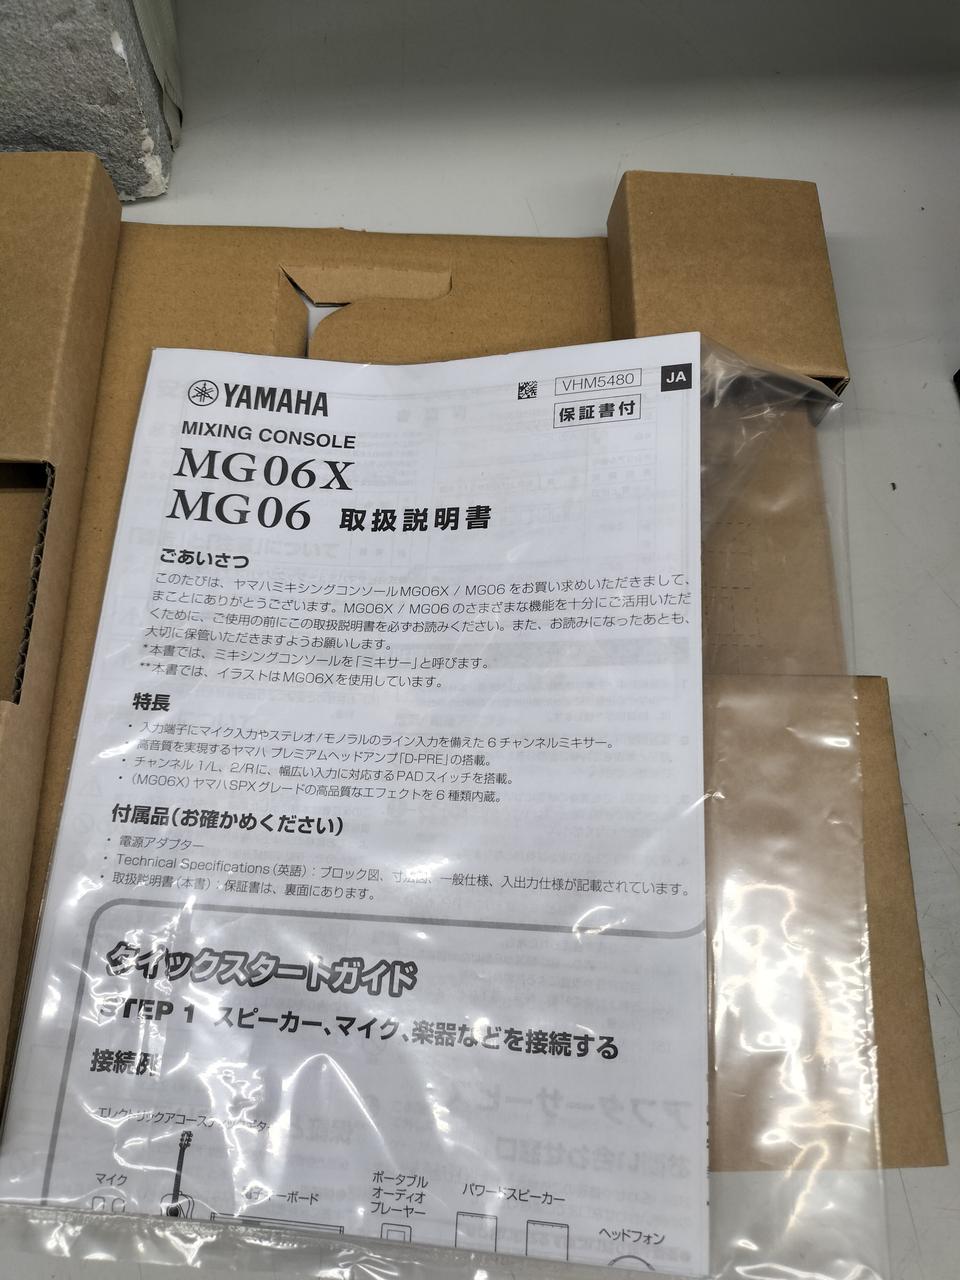 YAMAHA
VHM5480
JA
保証書付
MIXING CONSOLE
MG06X
MG06 取扱説明書
ごあいさつ
このたびは、ヤマハミキシングコンソールMG06X / MG06 をお買い求めいただきまして、
まことにありがとうございます。MG06X / MG06 のさまざまな機能を十分にご活用いただ
くために、ご使用の前にこの取扱説明書を必ずお読みください。また、お読みになったあとも、
大切に保管いただきますようお願いします。
*本書では、ミキシングコンソールを「ミキサー」と呼びます。
**本書では、イラストはMG06Xを使用しています。
特長
・ 入力端子にマイク入力やステレオ/モノラルのライン入力を備えた 6 チャンネルミキサー。
・ 高音質を実現するヤマハ プレミアムヘッドアンプ「D-PRE」の搭載。
・ チャンネル 1/L、2/Rに、幅広い入力に対応するPADスイッチを搭載。
・ (MG06X) ヤマハSPXグレードの高品質なエフェクトを 6 種類内蔵。
付属品(お確かめください)
・ 電源アダプター
・ Technical Specifications (英語) : ブロック図、寸法図、一般仕様、入出力仕様が記載されています。
・ 取扱説明書(本書) : 保証書は、裏面にあります。
クイックスタートガイド
STEP 1 スピーカー、マイク、楽器などを接続する
接続例
エレクトリックアコースティックギター
マイク
ポータブル
オーディオ
プレーヤー
パワードスピーカー
ヘッドフォン